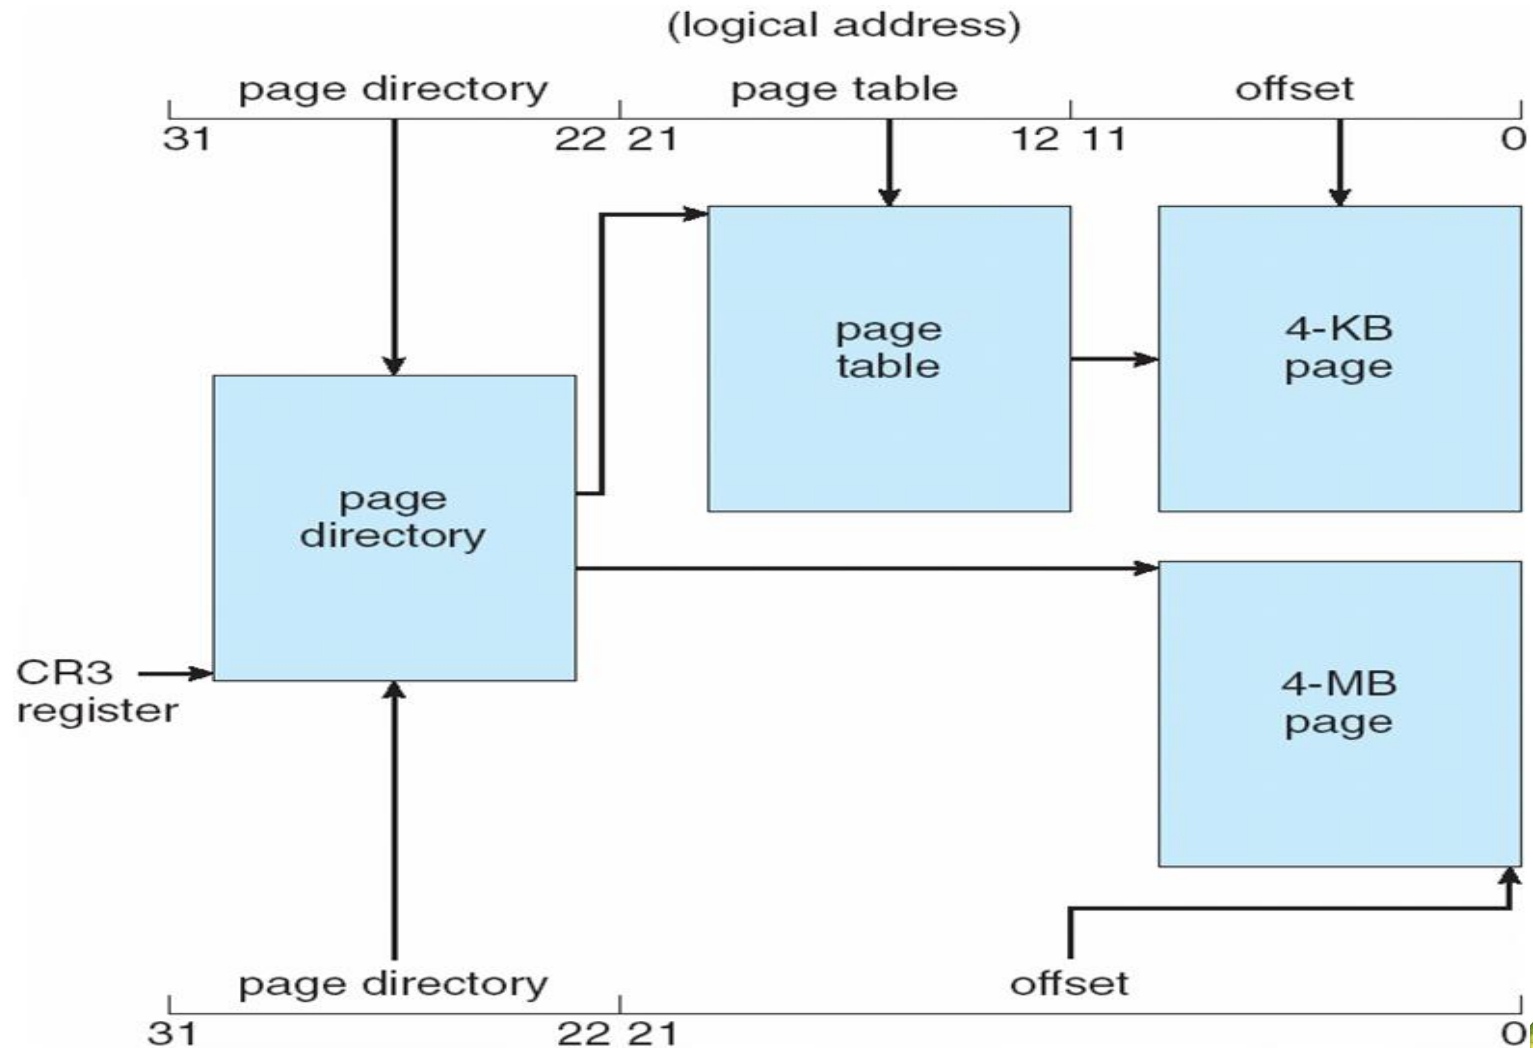 (logical address)
page directory page table offset
31 22 21 12 11 0
page
table
4-KB
page
page
directory
CR3
register
4-MB
page
page directory offset
31 22 21 0